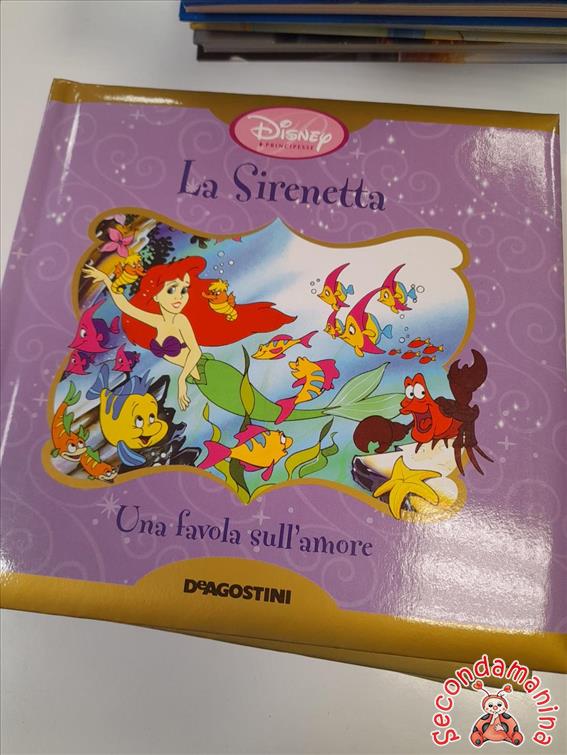 Disney
PRINCIPESSE
La Sirenetta
Una favola sull'amore
DeAGOSTINI
Secondamanina